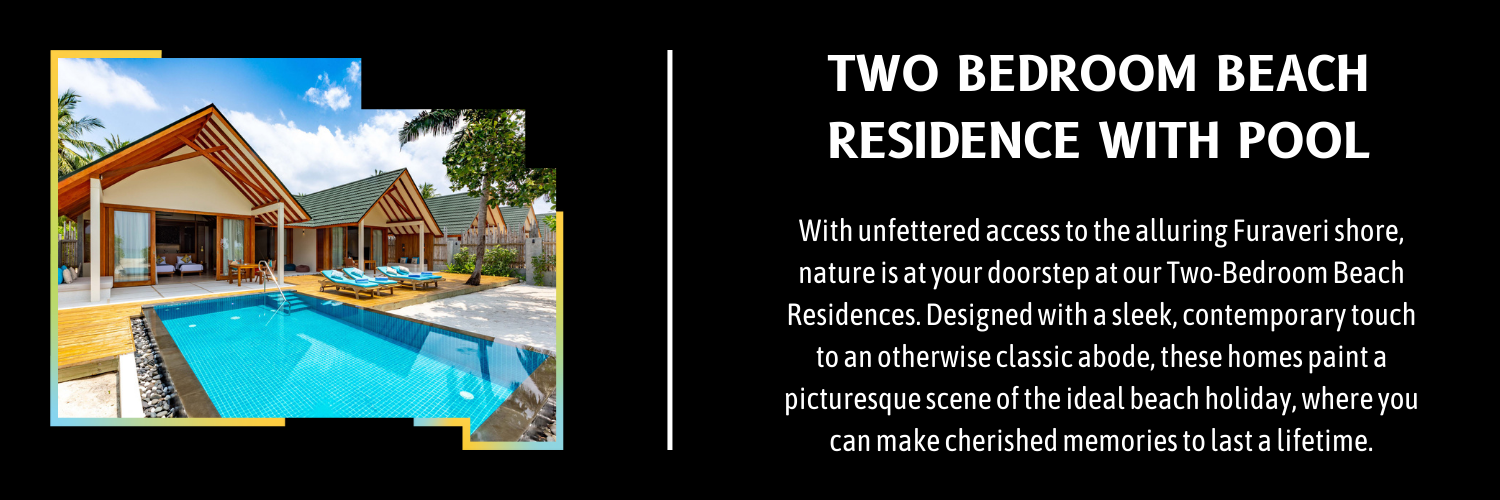 TWO BEDROOM BEACH
RESIDENCE WITH POOL
With unfettered access to the alluring Furaveri shore,
nature is at your doorstep at our Two-Bedroom Beach
Residences. Designed with a sleek, contemporary touch
to an otherwise classic abode, these homes paint a
picturesque scene of the ideal beach holiday, where you
can make cherished memories to last a lifetime.